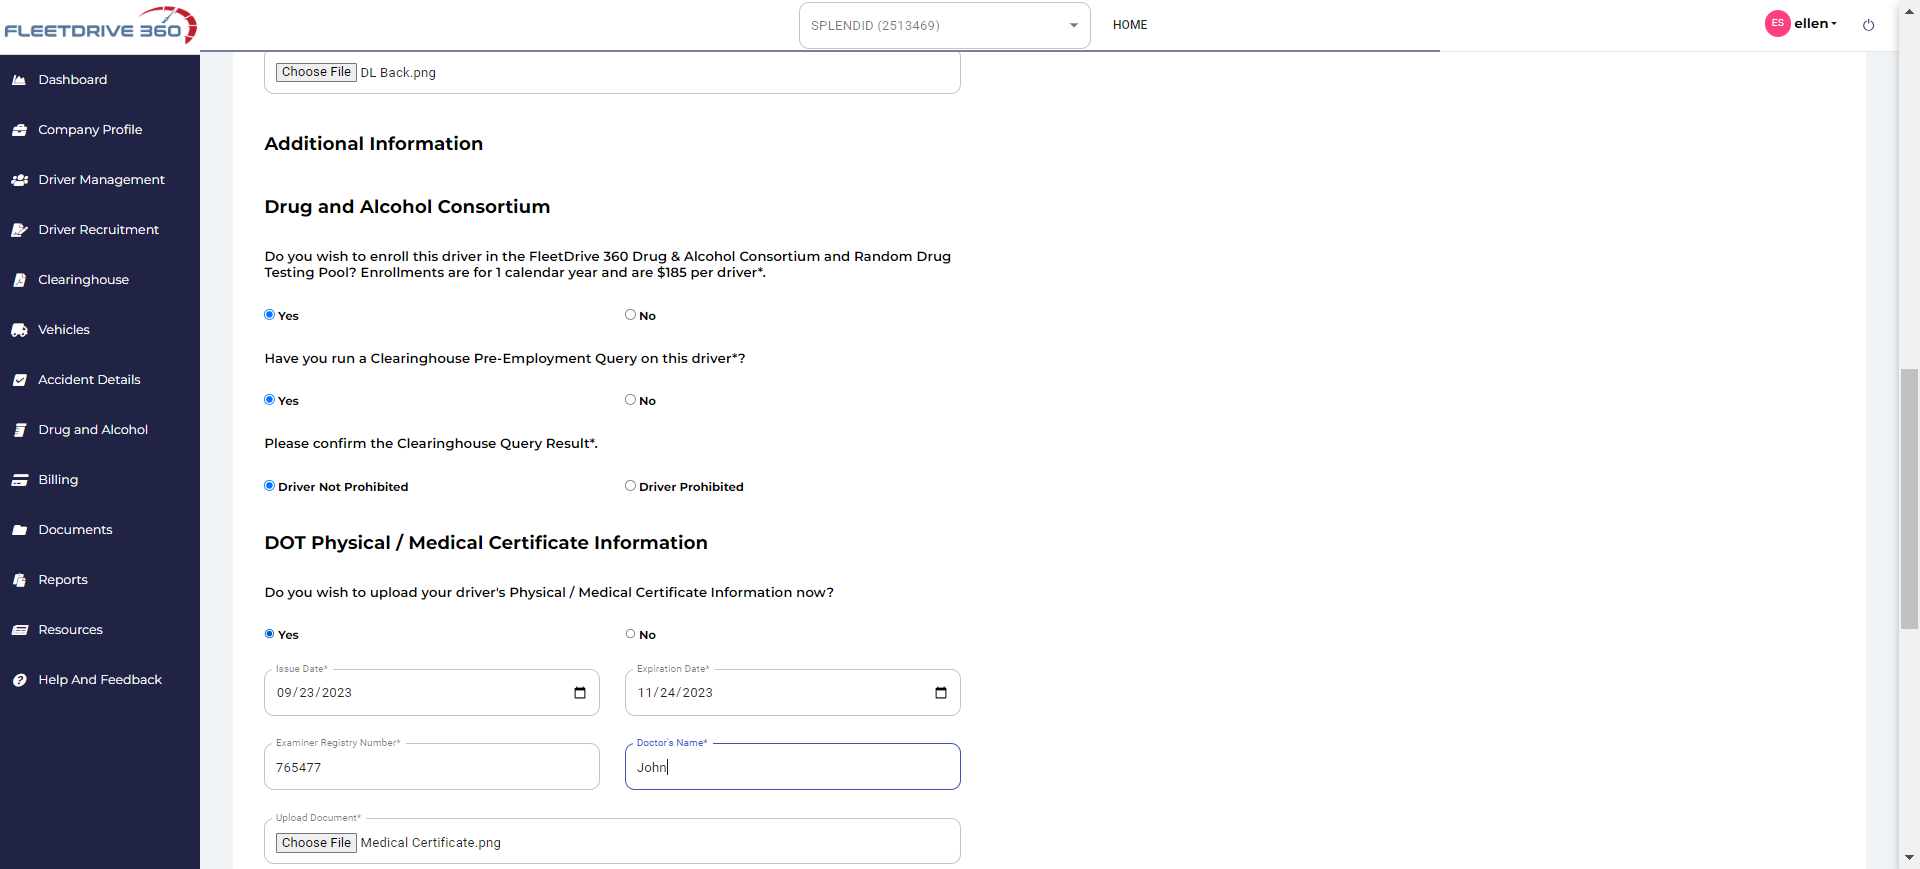 FLEETDRIVE 360
SPLENDID (2513469)
HOME
ES
ellen
Dashboard
Company Profile
Driver Management
Driver Recruitment
Clearinghouse
Vehicles
Accident Details
Drug and Alcohol
Billing
Documents
Reports
Resources
Help And Feedback
Choose File DL Back.png
Additional Information
Drug and Alcohol Consortium
Do you wish to enroll this driver in the FleetDrive 360 Drug & Alcohol Consortium and Random Drug
Testing Pool? Enrollments are for 1 calendar year and are $185 per driver*.
Yes No
Have you run a Clearinghouse Pre-Employment Query on this driver*?
Yes No
Please confirm the Clearinghouse Query Result*.
Driver Not Prohibited Driver Prohibited
DOT Physical / Medical Certificate Information
Do you wish to upload your driver's Physical / Medical Certificate Information now?
Yes No
Issue Date* Expiration Date*
09/23/2023 11/24/2023
Examiner Registry Number* Doctor's Name*
765477 John
Upload Document*
Choose File Medical Certificate.png